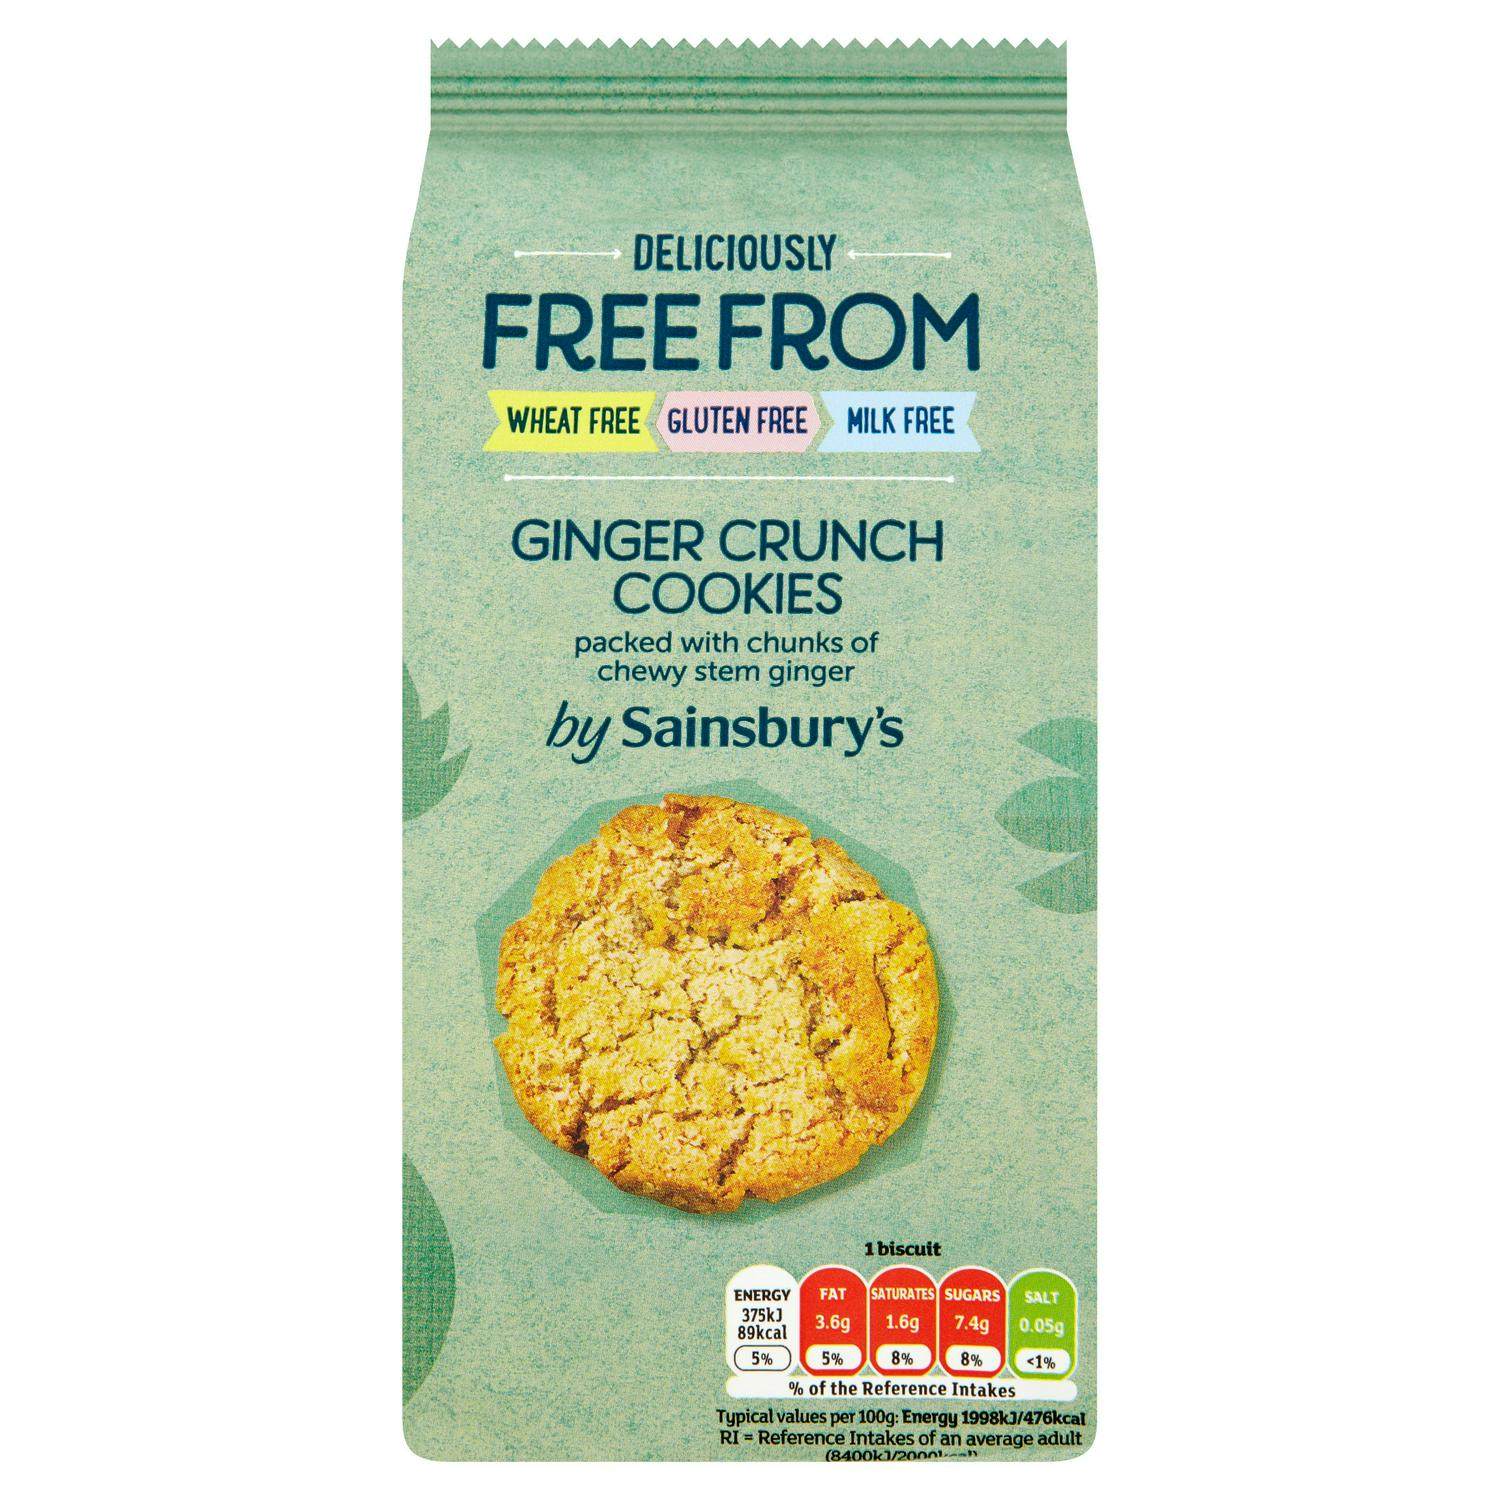 DELICIOUSLY
FREE FROM
WHEAT FREE GLUTEN FREE MILK FREE
GINGER CRUNCH
COOKIES
packed with chunks of
chewy stem ginger
by Sainsbury's
1 biscuit
ENERGY FAT SATURATES SUGARS SALT
375kJ 3.6g 1.6g 7.4g 0.05g
89kcal
5% 5% 8% 8% <1%
% of the Reference Intakes
Typical values per 100g: Energy 1998kJ/476kcal
RI = Reference Intakes of an average adult
(8400kJ/2000kcal)